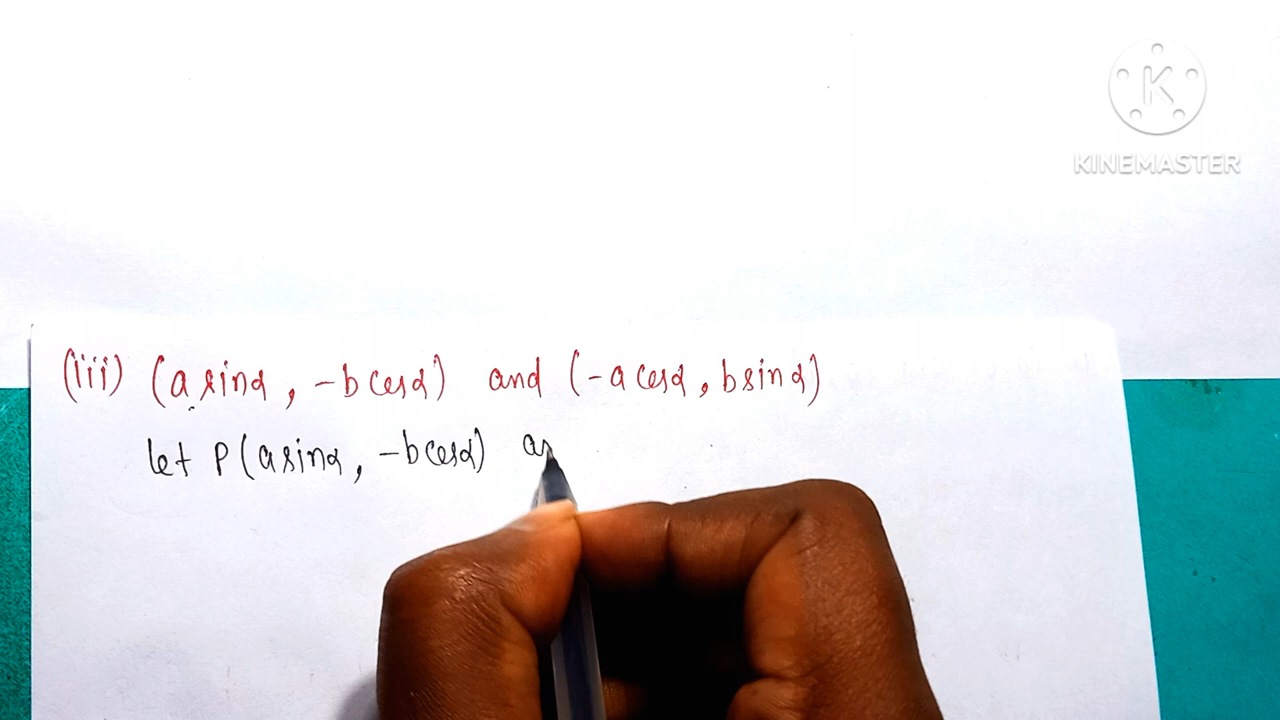 K
KINEMASTER
(iii) (a sinα, -b cosα) and (-a cosα, b sinα)
let P(a sinα, -b cosα)